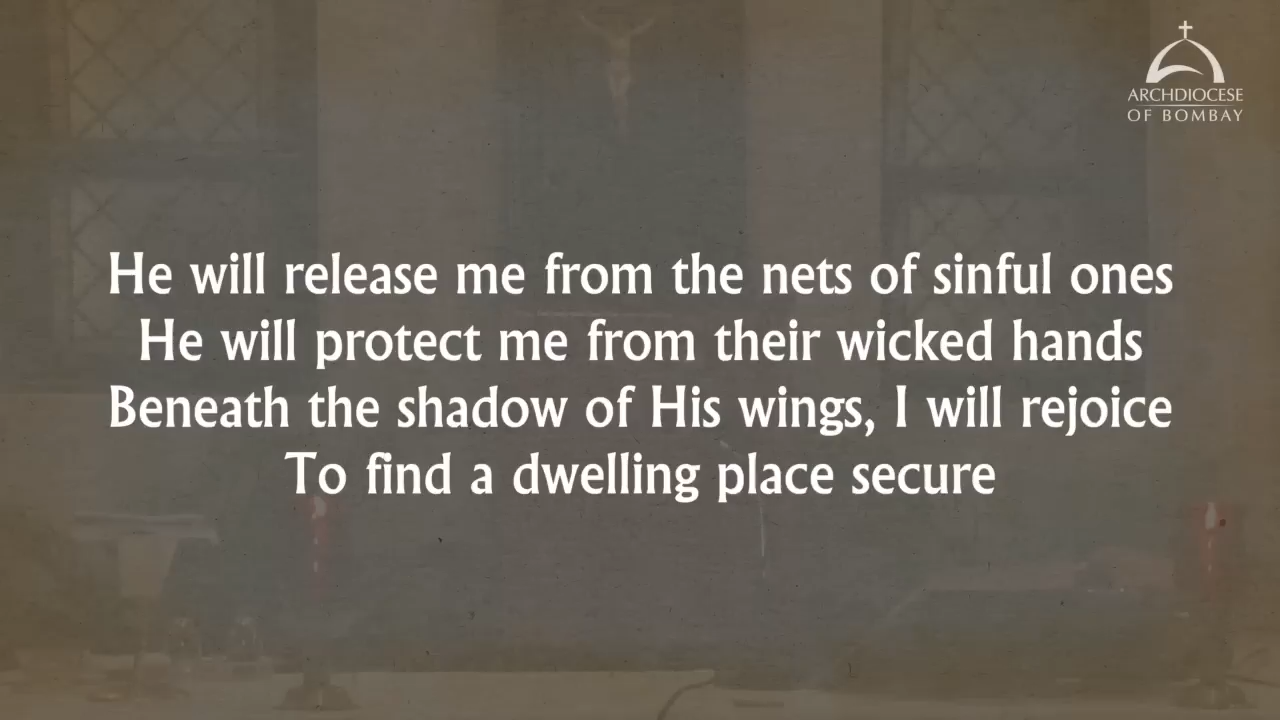 ARCHDIOCESE
OF BOMBAY
He will release me from the nets of sinful ones
He will protect me from their wicked hands
Beneath the shadow of His wings, I will rejoice
To find a dwelling place secure